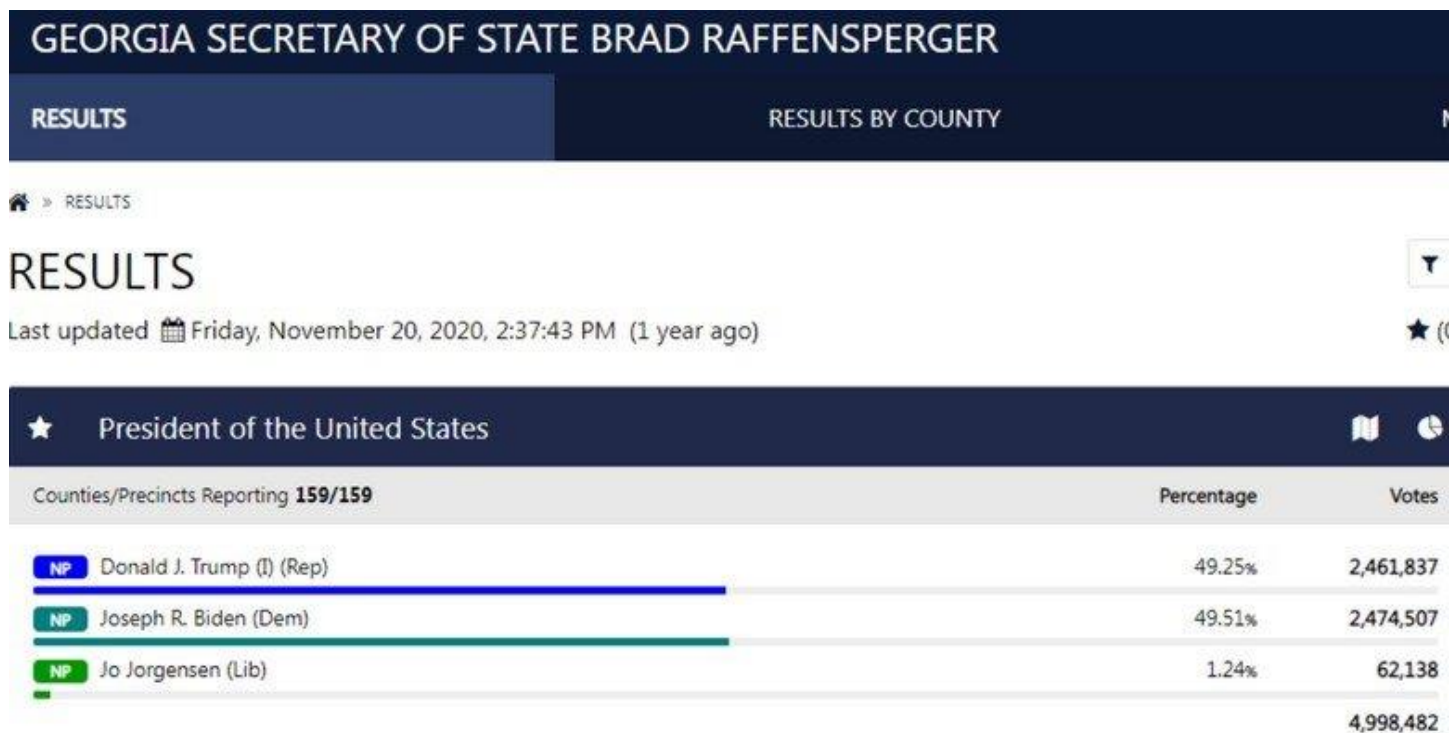 GEORGIA SECRETARY OF STATE BRAD RAFFENSPERGER
RESULTS RESULTS BY COUNTY
» RESULTS
RESULTS
Last updated Friday, November 20, 2020, 2:37:43 PM (1 year ago)
President of the United States
Counties/Precincts Reporting 159/159 Percentage Votes
NP Donald J. Trump (I) (Rep) 49.25% 2,461,837
NP Joseph R. Biden (Dem) 49.51% 2,474,507
NP Jo Jorgensen (Lib) 1.24% 62,138
4,998,482